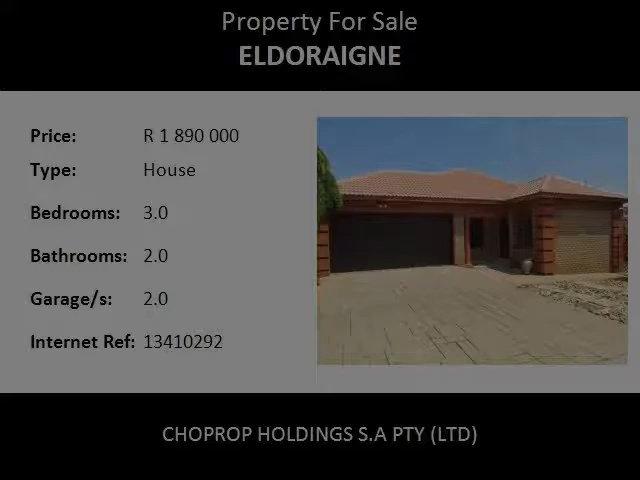 Property For Sale
ELDORAIGNE
Price: R 1 890 000
Type: House
Bedrooms: 3.0
Bathrooms: 2.0
Garage/s: 2.0
Internet Ref: 13410292
CHOPROP HOLDINGS S.A PTY (LTD)